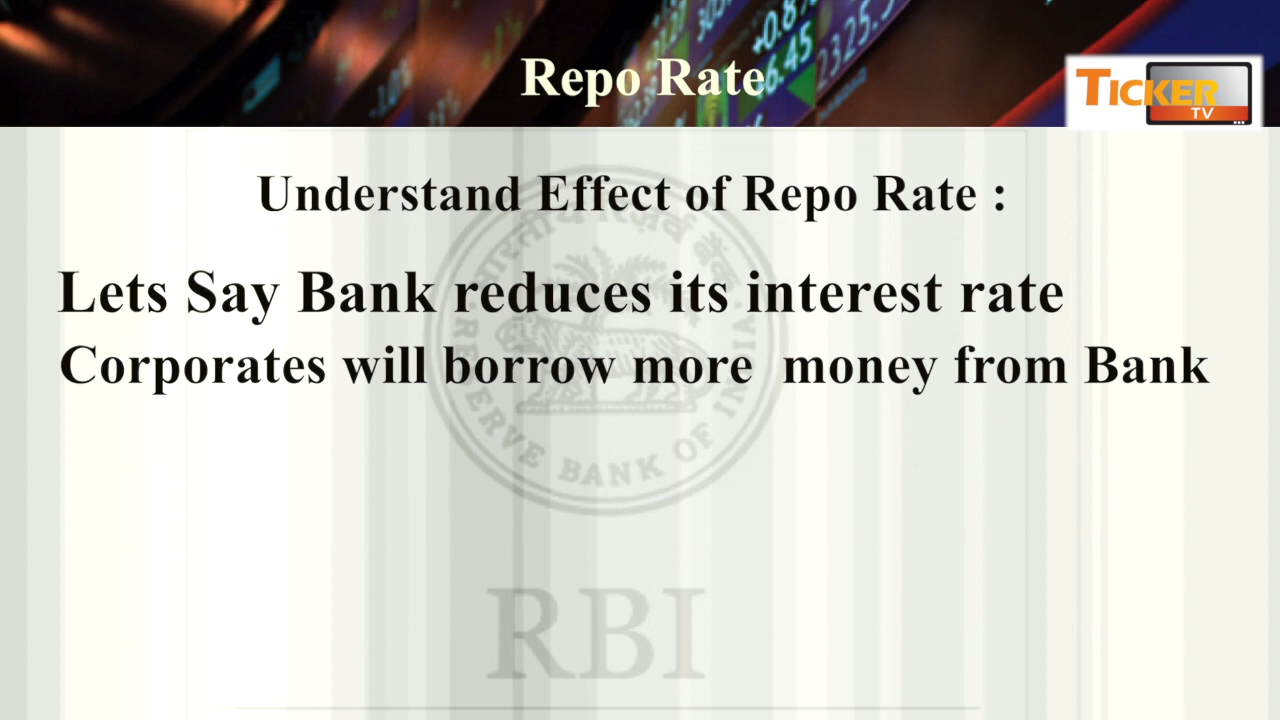 Repo Rate
TICKER
TV
Understand Effect of Repo Rate :
Lets Say Bank reduces its interest rate
Corporates will borrow more  money from Bank
RESERVE BANK OF INDIA
RBI